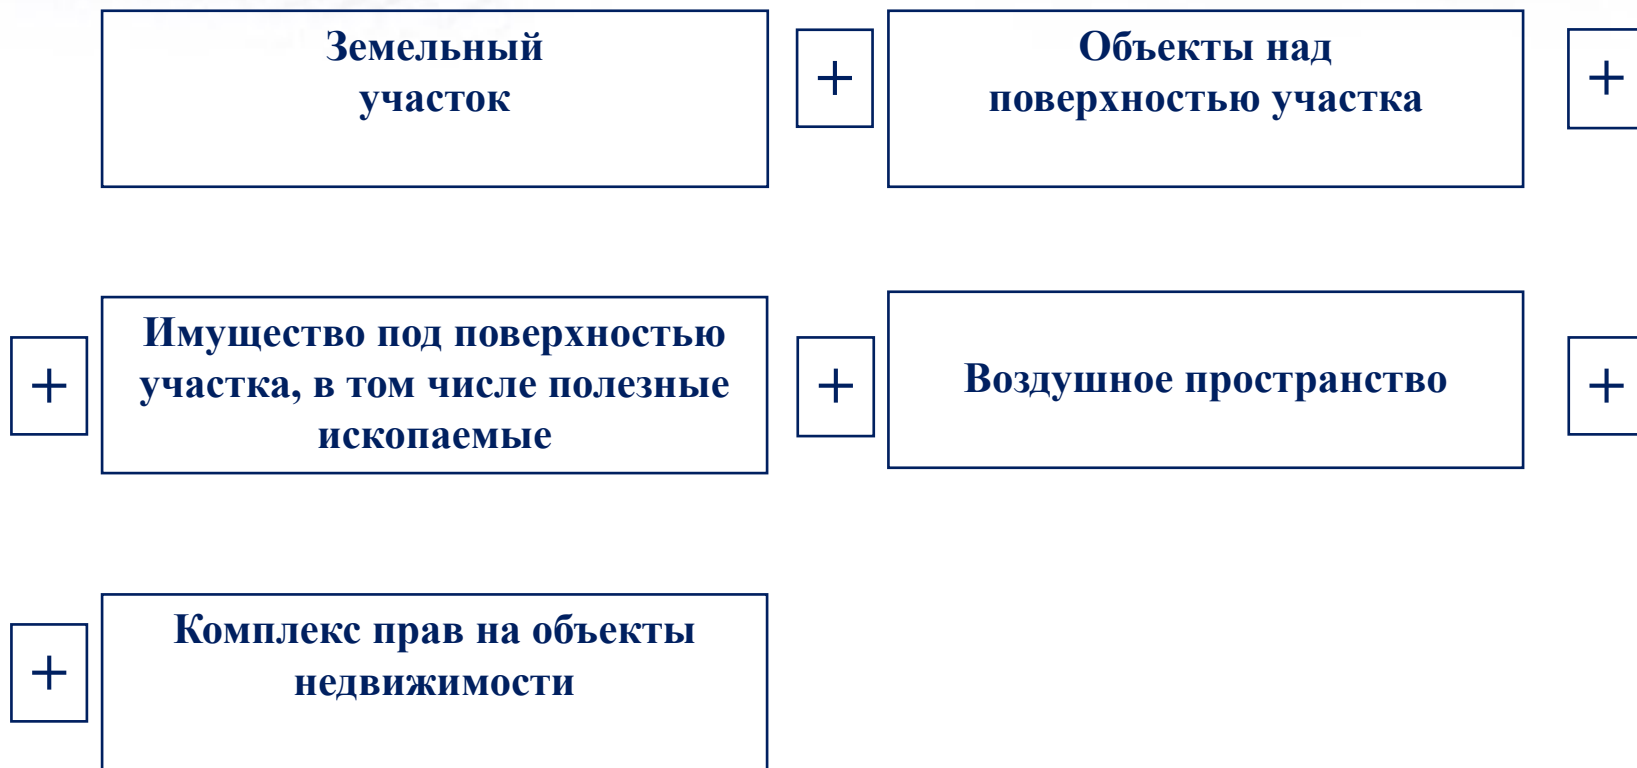 Земельный
участок
+
Объекты над
поверхностью участка
+
+
Имущество под поверхностью
участка, в том числе полезные
ископаемые
+
Воздушное пространство
+
+
Комплекс прав на объекты
недвижимости